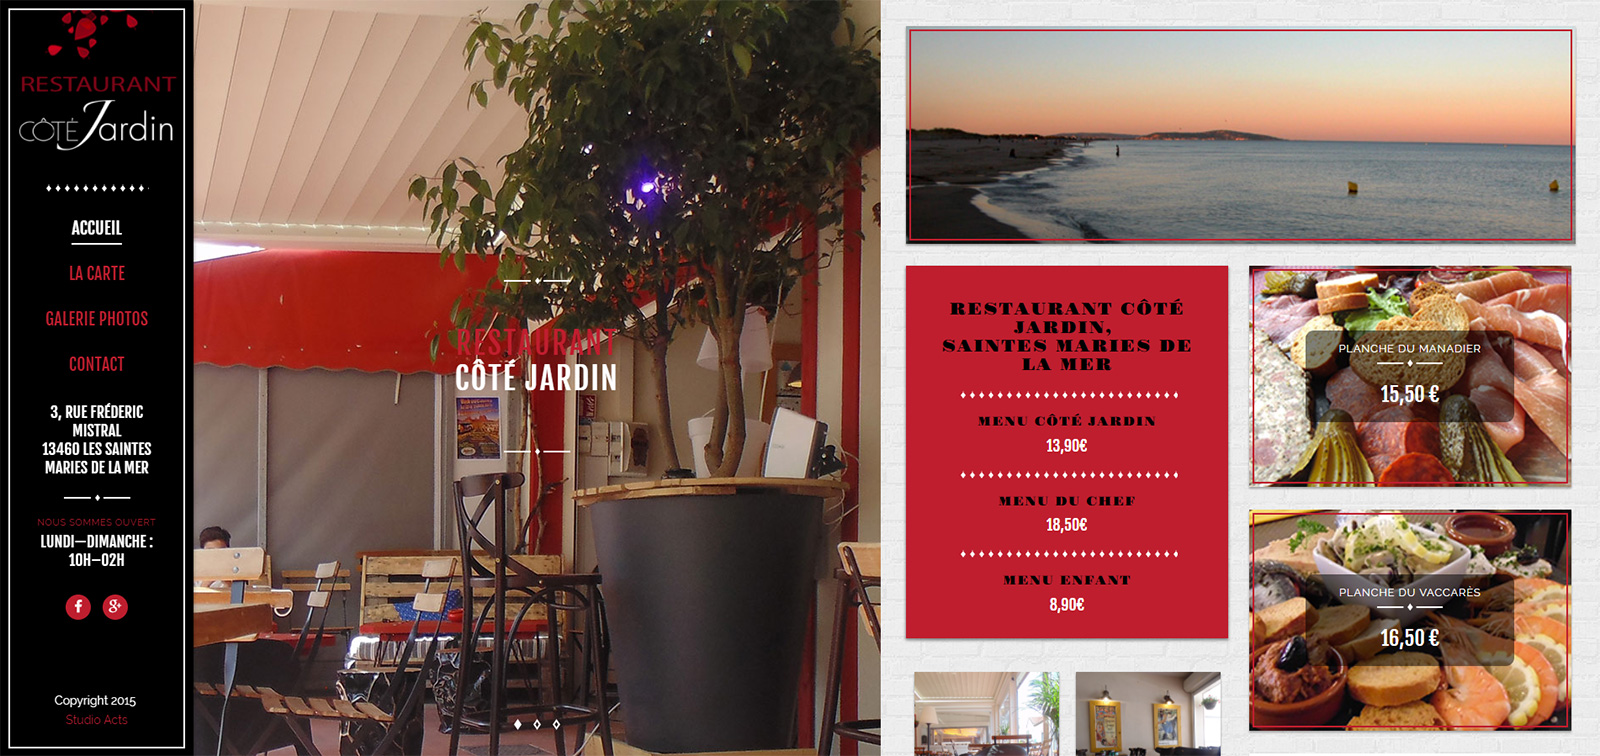 RESTAURANT
CÔTÉ Jardin
ACCUEIL
LA CARTE
GALERIE PHOTOS
CONTACT
3, RUE FRÉDERIC
MISTRAL
13460 LES SAINTES
MARIES DE LA MER
NOUS SOMMES OUVERT
LUNDI—DIMANCHE :
10H—02H
f
g+
Copyright 2015
Studio Acts
RESTAURANT
CÔTÉ JARDIN
RESTAURANT CÔTÉ
JARDIN,
SAINTES MARIES DE
LA MER
MENU CÔTÉ JARDIN
13,90€
MENU DU CHEF
18,50€
MENU ENFANT
8,90€
PLANCHE DU MANADIER
15,50 €
PLANCHE DU VACCARÈS
16,50 €